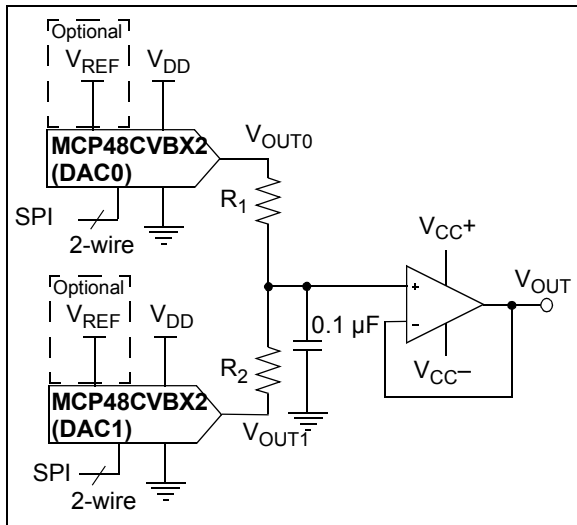 Optional
VREF
VDD
MCP48CVBX2
(DAC0)
VOUT0
SPI
2-wire
R1
VCC+
VOUT
+
–
0.1 µF
VCC–
Optional
VREF
VDD
R2
MCP48CVBX2
(DAC1)
VOUT1
SPI
2-wire